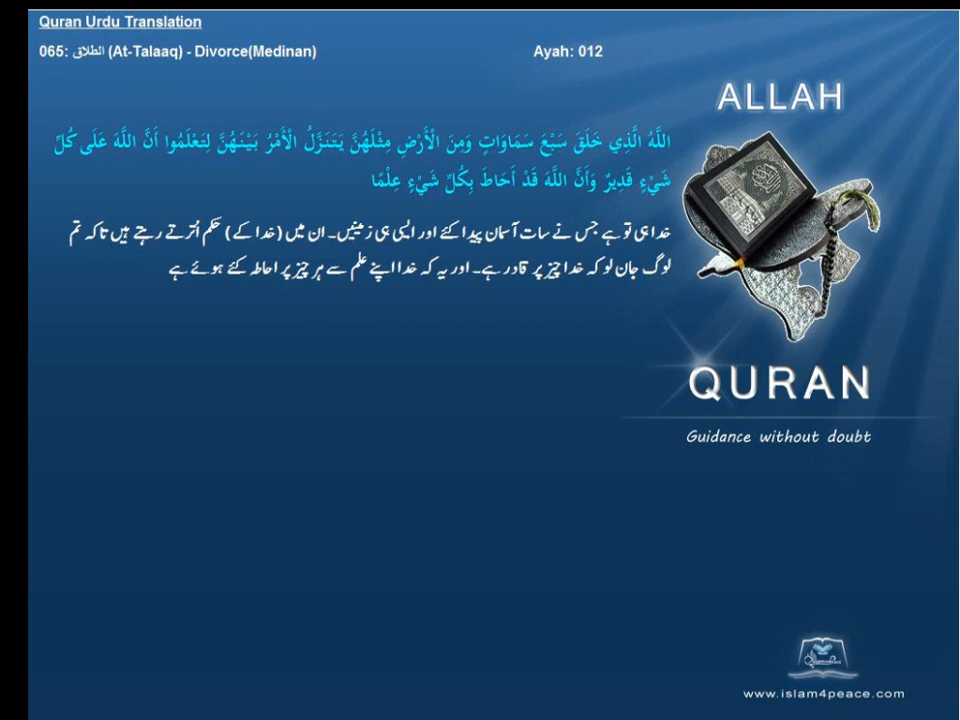 Quran Urdu Translation
065: الطلاق (At-Talaaq) - Divorce(Medinan) Ayah: 012
ALLAH
اللَّهُ الَّذِي خَلَقَ سَبْعَ سَمَاوَاتٍ وَمِنَ الْأَرْضِ مِثْلَهُنَّ يَتَنَزَّلُ الْأَمْرُ بَيْنَهُنَّ لِتَعْلَمُوا أَنَّ اللَّهَ عَلَى كُلِّ
شَيْءٍ قَدِيرٌ وَأَنَّ اللَّهَ قَدْ أَحَاطَ بِكُلِّ شَيْءٍ عِلْمًا
خدا ہی تو ہے جس نے سات آسمان پیدا کئے اور ایسی ہی زمینیں۔ ان میں (خدا کے) حکم اُترتے رہتے ہیں تاکہ تم
لوگ جان لو کہ خدا چیز پر قادر ہے۔ اور یہ کہ خدا اپنے علم سے ہر چیز پر احاطہ کئے ہوئے ہے
QURAN
Guidance without doubt
www.islam4peace.com